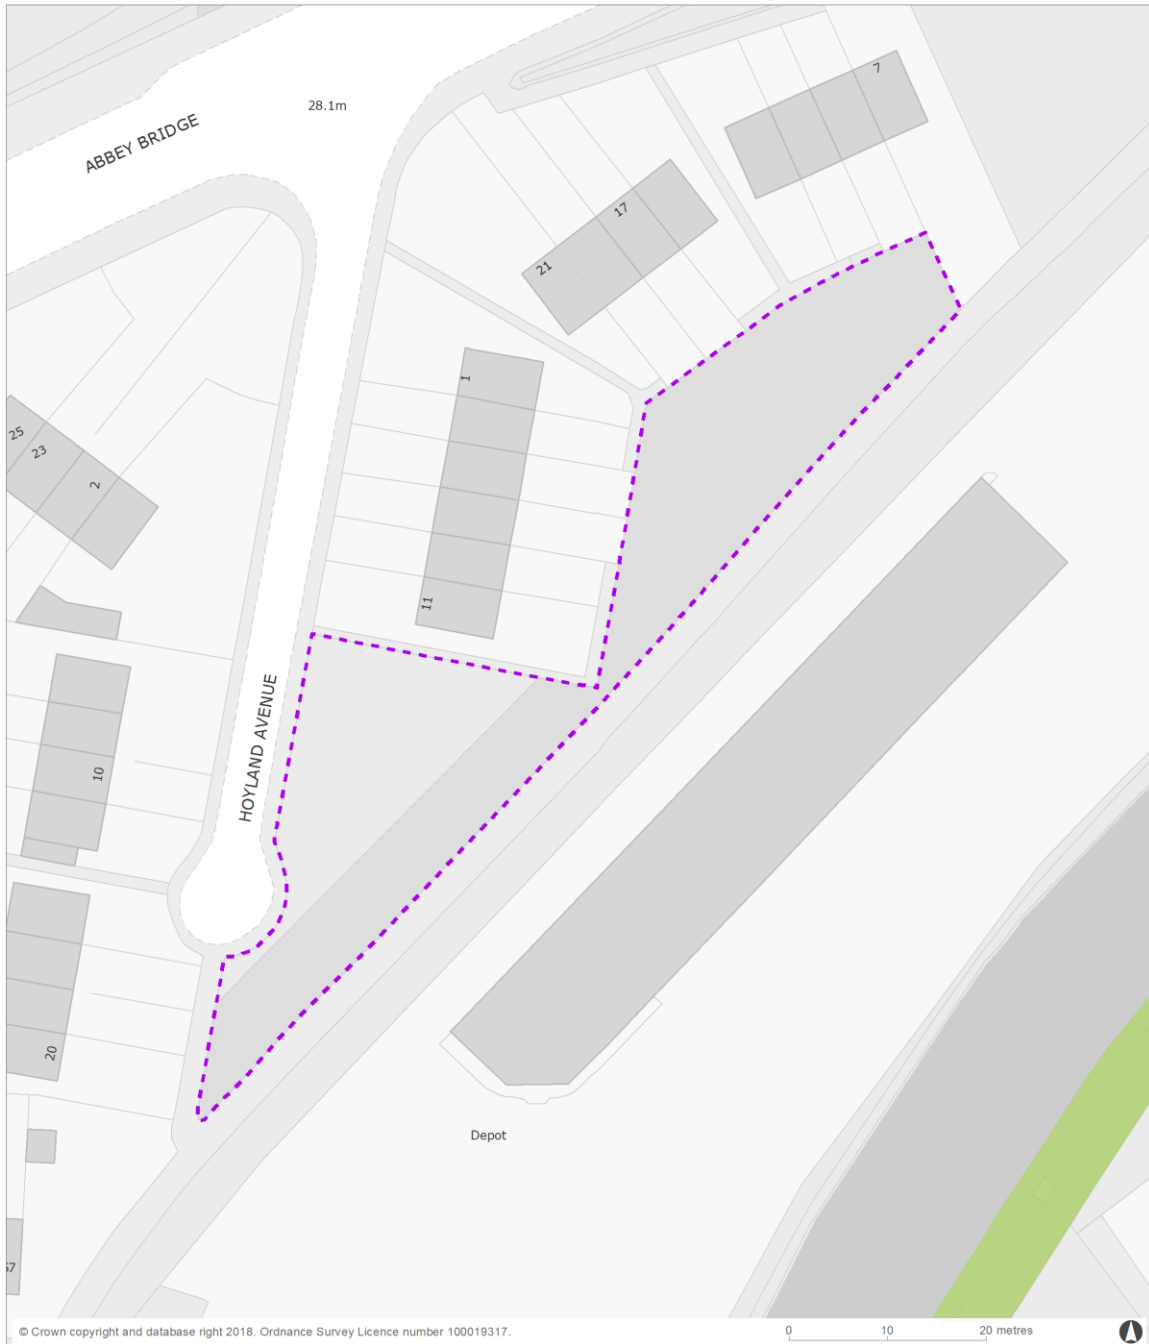 7
28.1m
ABBEY BRIDGE
17
21
1
25
23
2
11
HOYLAND AVENUE
10
20
Depot
57
© Crown copyright and database right 2018. Ordnance Survey Licence number 100019317.
0 10 20 metres